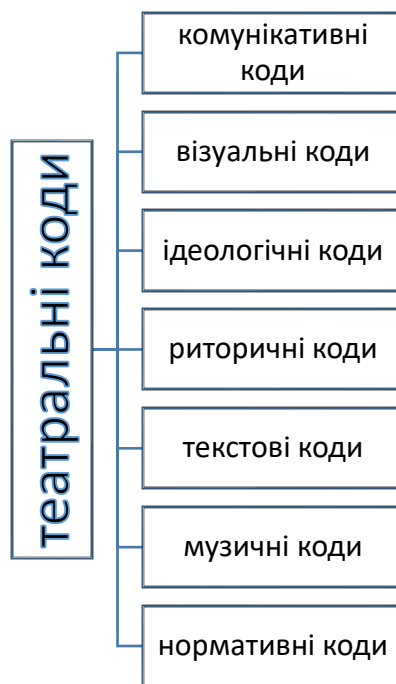 театральні коди
комунікативні
коди
візуальні коди
ідеологічні коди
риторичні коди
текстові коди
музичні коди
нормативні коди